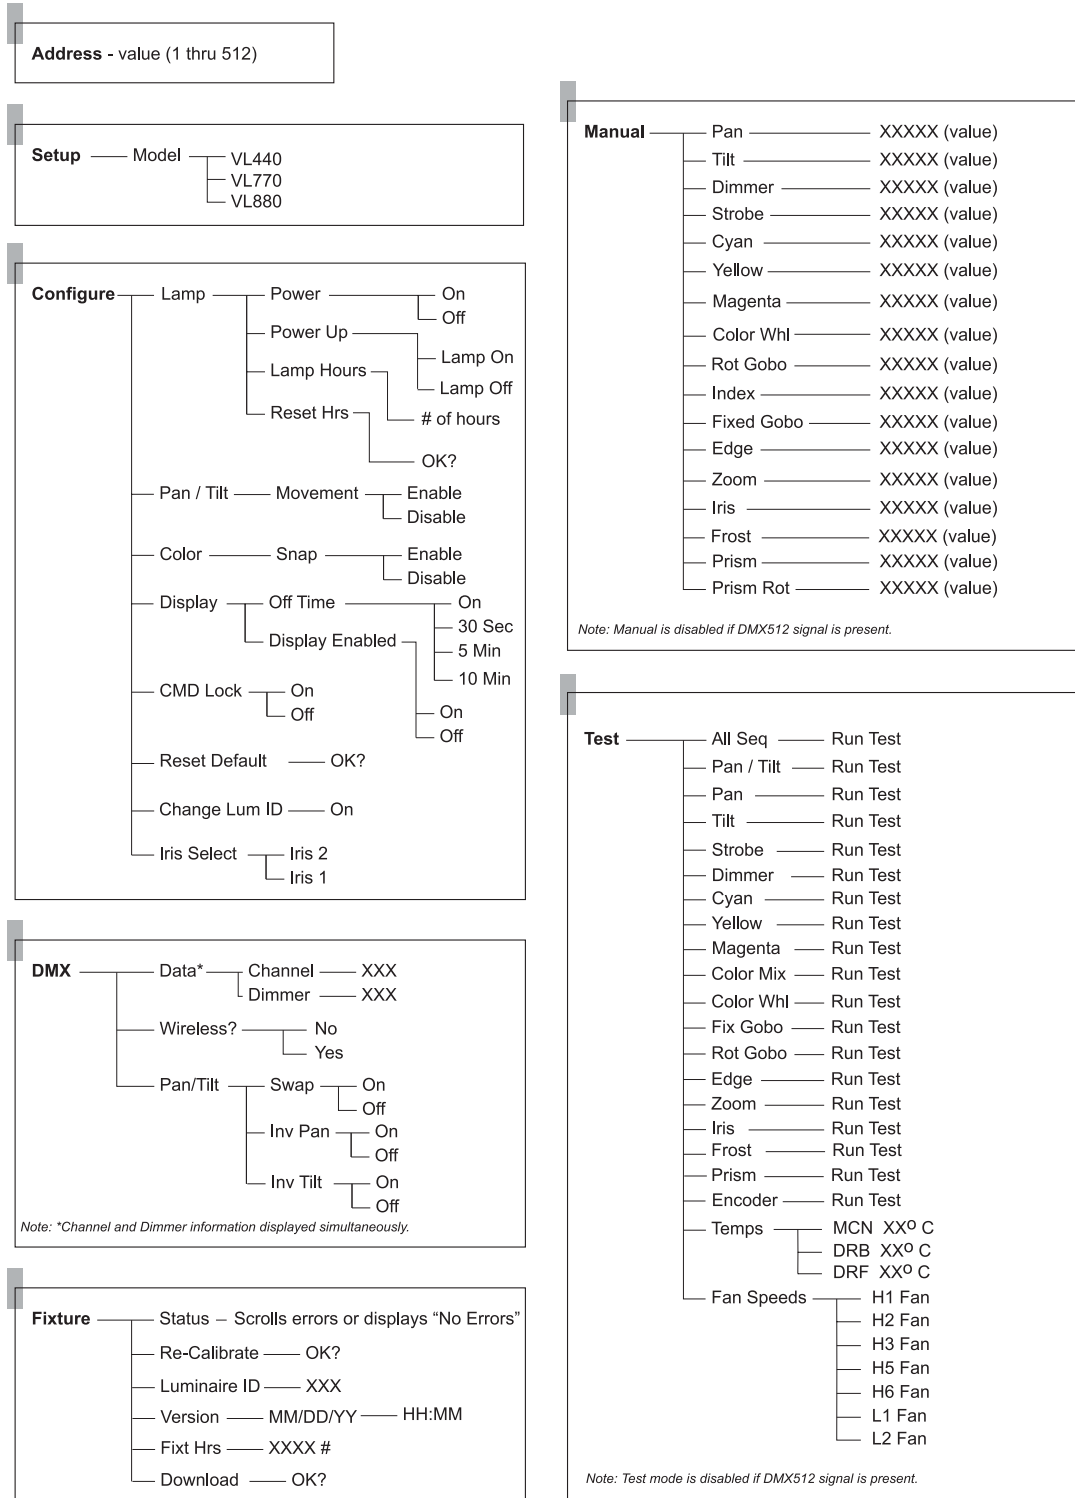 Address - value (1 thru 512)
Setup Model VL440
VL770
VL880
Configure Lamp Power On
Off
Power Up
Lamp On
Lamp Hours
Lamp Off
Reset Hrs
# of hours
OK?
Pan / Tilt Movement Enable
Disable
Color Snap Enable
Disable
Display Off Time On
30 Sec
Display Enabled
5 Min
10 Min
CMD Lock On
Off
On
Off
Reset Default OK?
Change Lum ID On
Iris Select Iris 2
Iris 1
DMX Data* Channel XXX
Dimmer XXX
Wireless? No
Yes
Pan/Tilt Swap On
Off
Inv Pan On
Off
Inv Tilt On
Off
Note: *Channel and Dimmer information displayed simultaneously.
Fixture Status – Scrolls errors or displays “No Errors”
Re-Calibrate OK?
Luminaire ID XXX
Version MM/DD/YY HH:MM
Fixt Hrs XXXX #
Download OK?
Manual Pan XXXXX (value)
Tilt XXXXX (value)
Dimmer XXXXX (value)
Strobe XXXXX (value)
Cyan XXXXX (value)
Yellow XXXXX (value)
Magenta XXXXX (value)
Color Whl XXXXX (value)
Rot Gobo XXXXX (value)
Index XXXXX (value)
Fixed Gobo XXXXX (value)
Edge XXXXX (value)
Zoom XXXXX (value)
Iris XXXXX (value)
Frost XXXXX (value)
Prism XXXXX (value)
Prism Rot XXXXX (value)
Note: Manual is disabled if DMX512 signal is present.
Test All Seq Run Test
Pan / Tilt Run Test
Pan Run Test
Tilt Run Test
Strobe Run Test
Dimmer Run Test
Cyan Run Test
Yellow Run Test
Magenta Run Test
Color Mix Run Test
Color Whl Run Test
Fix Gobo Run Test
Rot Gobo Run Test
Edge Run Test
Zoom Run Test
Iris Run Test
Frost Run Test
Prism Run Test
Encoder Run Test
Temps MCN XXº C
DRB XXº C
DRF XXº C
Fan Speeds H1 Fan
H2 Fan
H3 Fan
H5 Fan
H6 Fan
L1 Fan
L2 Fan
Note: Test mode is disabled if DMX512 signal is present.